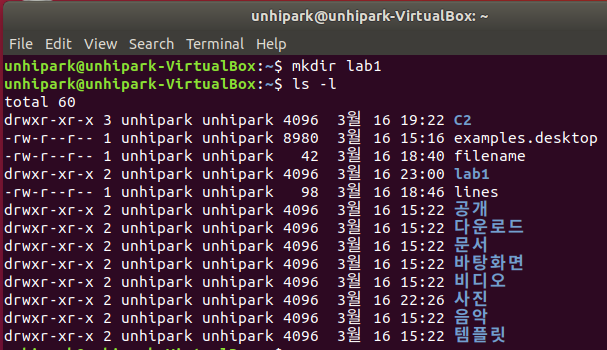 unhipark@unhipark-VirtualBox: ~
File Edit View Search Terminal Help
unhipark@unhipark-VirtualBox:~$ mkdir lab1
unhipark@unhipark-VirtualBox:~$ ls -l
total 60
drwxr-xr-x 3 unhipark unhipark 4096  3월 16 19:22 C2
-rw-r--r-- 1 unhipark unhipark 8980  3월 16 15:16 examples.desktop
-rw-r--r-- 1 unhipark unhipark   42  3월 16 18:40 filename
drwxr-xr-x 2 unhipark unhipark 4096  3월 16 23:00 lab1
-rw-r--r-- 1 unhipark unhipark   98  3월 16 18:46 lines
drwxr-xr-x 2 unhipark unhipark 4096  3월 16 15:22 공개
drwxr-xr-x 2 unhipark unhipark 4096  3월 16 15:22 다운로드
drwxr-xr-x 2 unhipark unhipark 4096  3월 16 15:22 문서
drwxr-xr-x 2 unhipark unhipark 4096  3월 16 15:22 바탕화면
drwxr-xr-x 2 unhipark unhipark 4096  3월 16 15:22 비디오
drwxr-xr-x 2 unhipark unhipark 4096  3월 16 22:26 사진
drwxr-xr-x 2 unhipark unhipark 4096  3월 16 15:22 음악
drwxr-xr-x 2 unhipark unhipark 4096  3월 16 15:22 템플릿